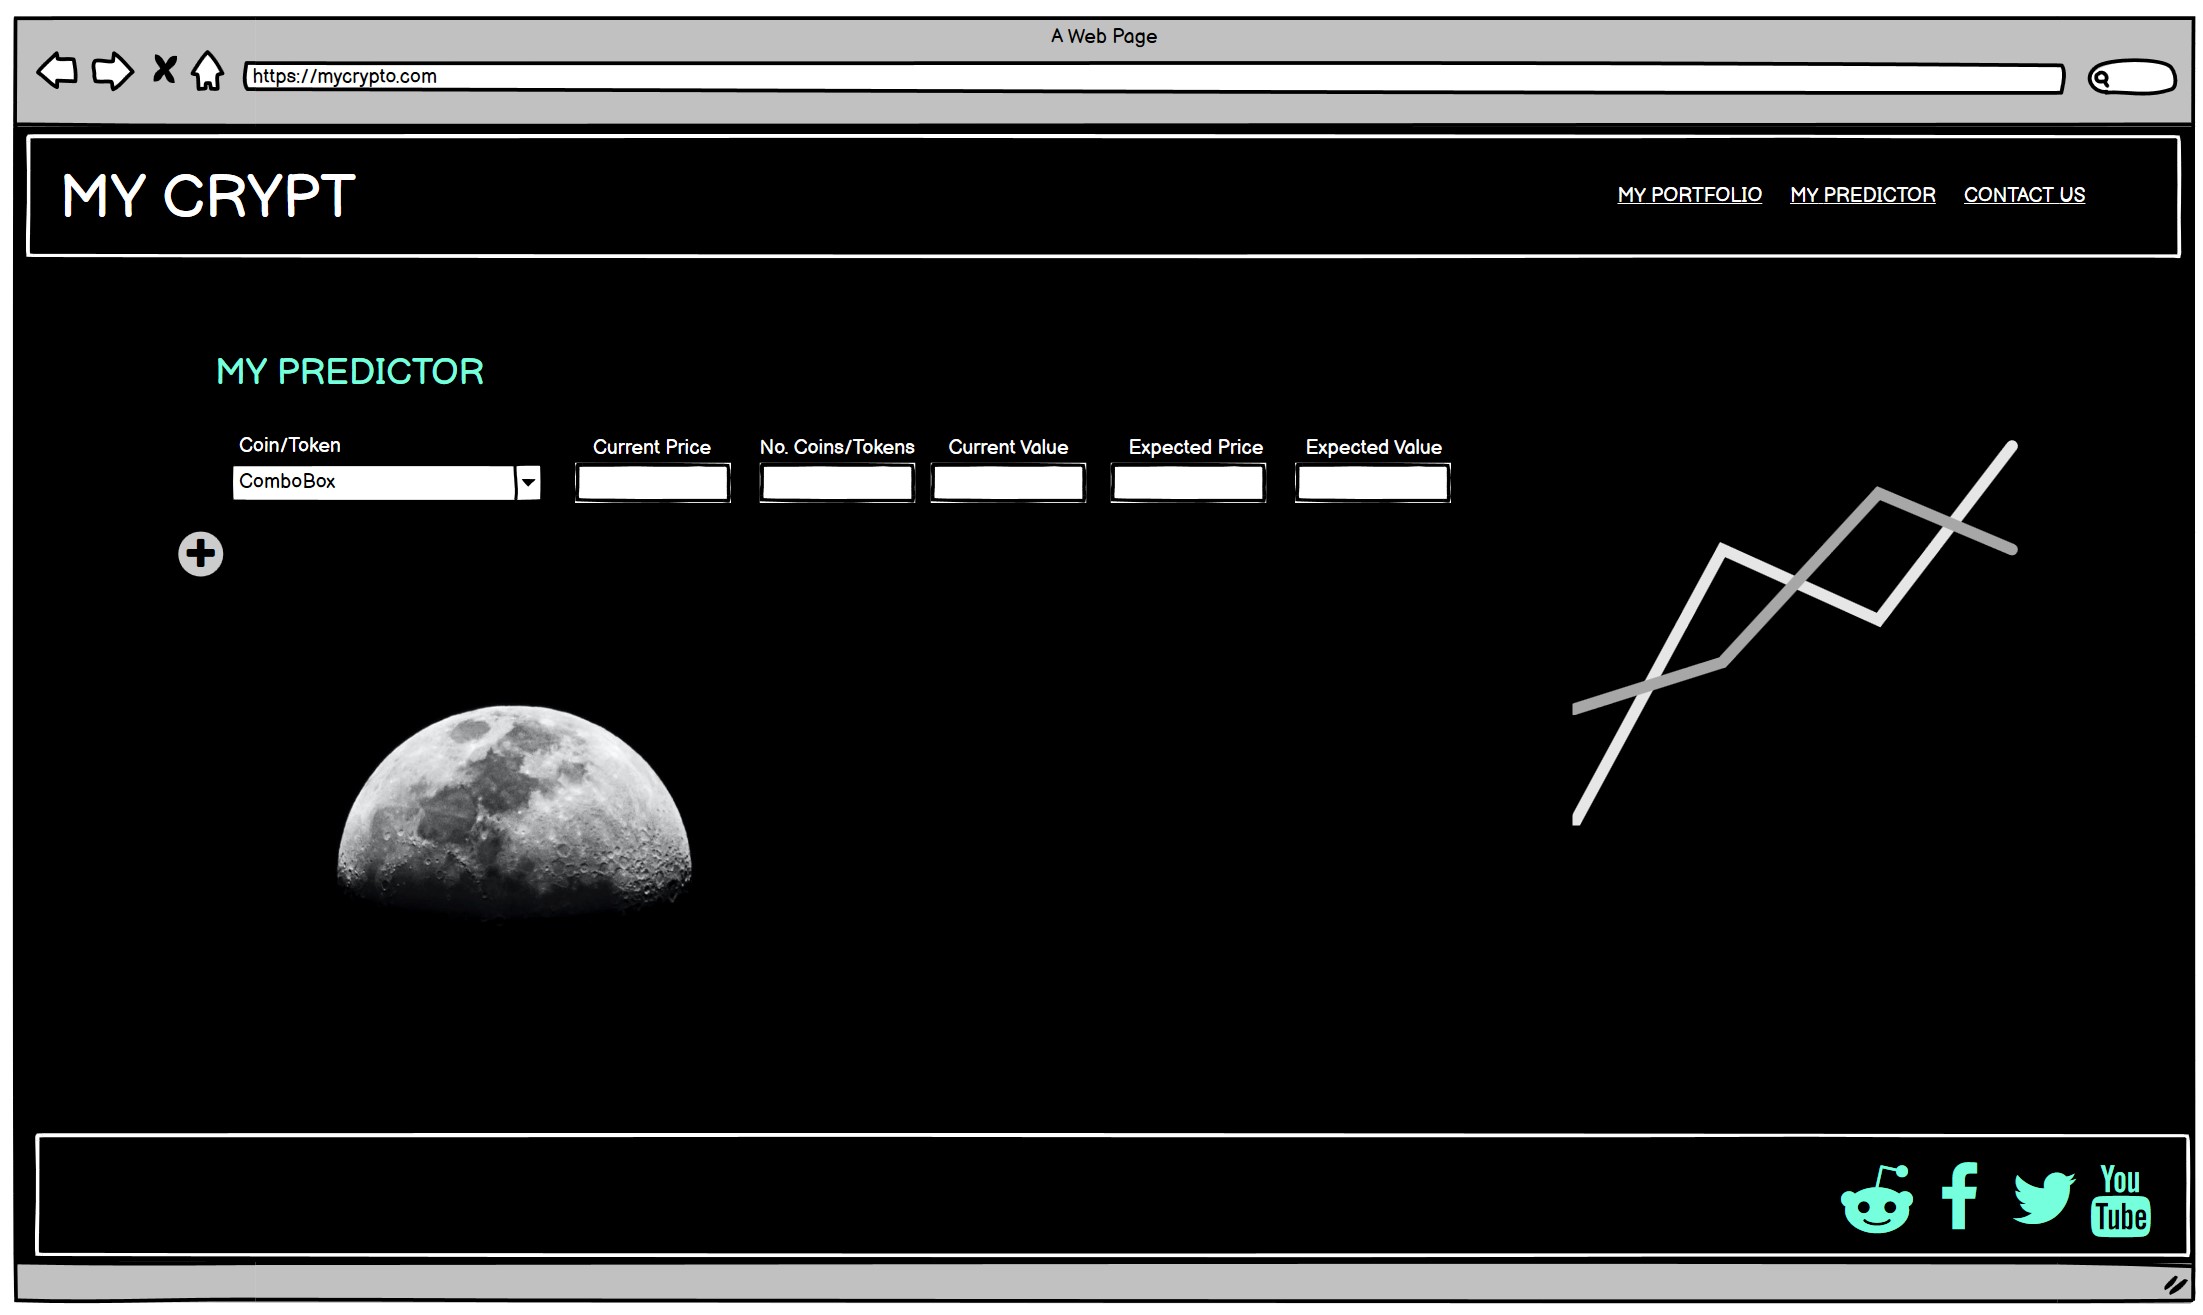 A Web Page
https://mycrypto.com
MY CRYPT
MY PORTFOLIO MY PREDICTOR CONTACT US
MY PREDICTOR
Coin/Token Current Price No. Coins/Tokens Current Value Expected Price Expected Value
ComboBox
You
Tube